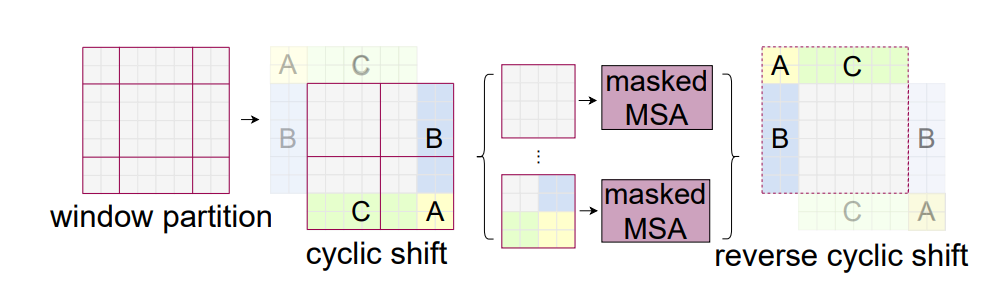 window partition
A C
B
B
C A
cyclic shift
masked
MSA
⋮
masked
MSA
A C
B B
C A
reverse cyclic shift